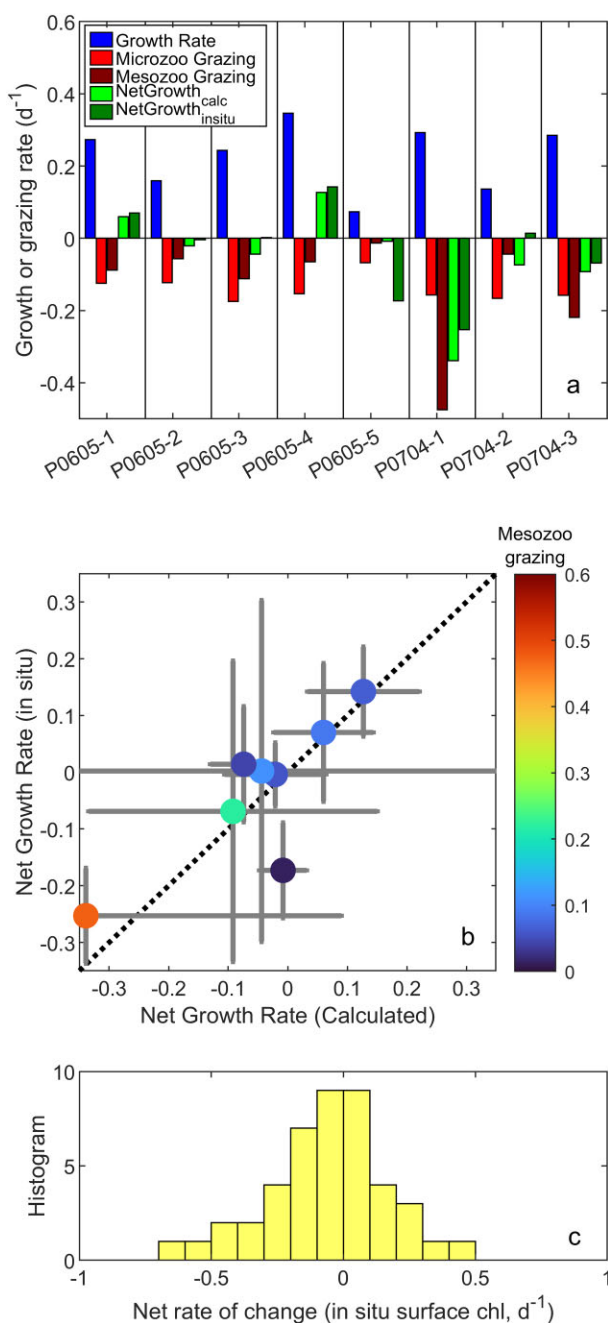 0.6
0.4
0.2
0
-0.2
-0.4
Growth or grazing rate (d⁻¹)
Growth Rate
Microzoo Grazing
Mesozoo Grazing
NetGrowth calc
NetGrowth insitu
a
P0605-1
P0605-2
P0605-3
P0605-4
P0605-5
P0704-1
P0704-2
P0704-3
Mesozoo
grazing
0.6
0.5
0.4
0.3
0.2
0.1
0
Net Growth Rate (in situ)
0.3
0.2
0.1
0
-0.1
-0.2
-0.3
b
-0.3 -0.2 -0.1 0 0.1 0.2 0.3
Net Growth Rate (Calculated)
Histogram
10
5
0
c
-1 -0.5 0 0.5 1
Net rate of change (in situ surface chl, d⁻¹)